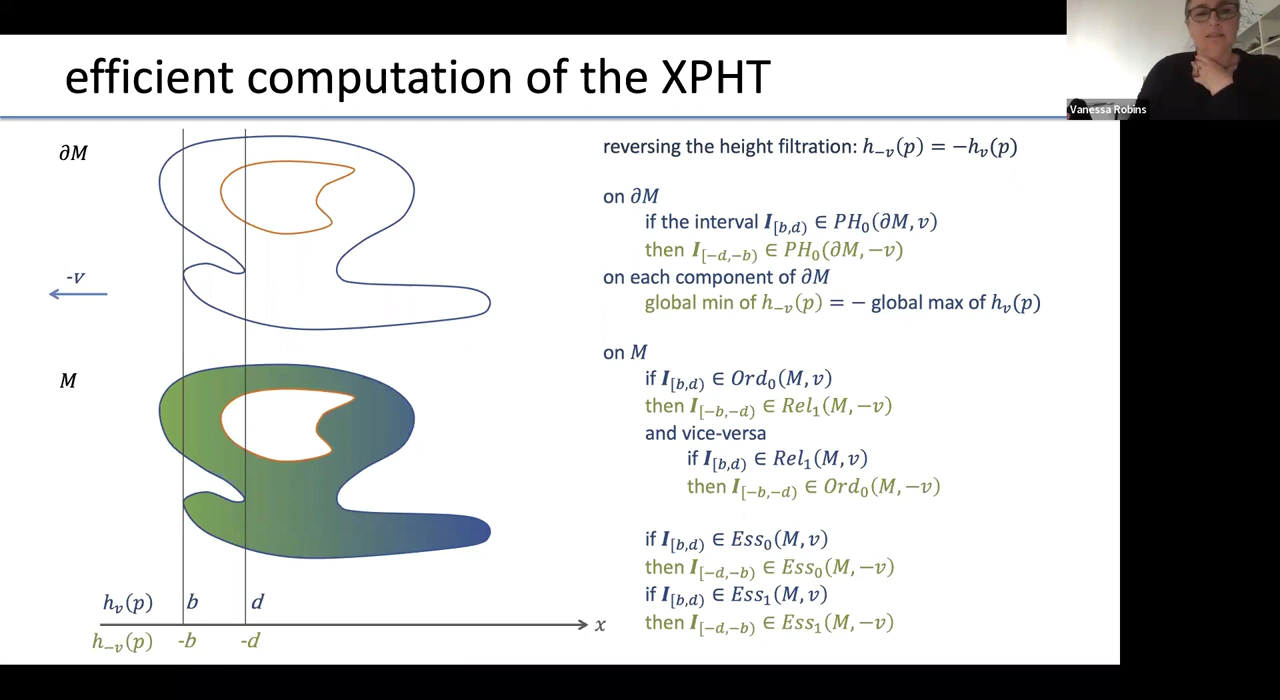 efficient computation of the XPHT
Vanessa Robins
∂M
-v
M
h_v(p) b d
x
h_{-v}(p) -b -d
reversing the height filtration: h_{-v}(p) = −h_v(p)
on ∂M
if the interval I_{[b,d)} ∈ PH_0(∂M, v)
then I_{[-d,-b)} ∈ PH_0(∂M, −v)
on each component of ∂M
global min of h_{-v}(p) = − global max of h_v(p)
on M
if I_{[b,d)} ∈ Ord_0(M, v)
then I_{[-b,-d)} ∈ Rel_1(M, −v)
and vice-versa
if I_{[b,d)} ∈ Rel_1(M, v)
then I_{[-b,-d)} ∈ Ord_0(M, −v)
if I_{[b,d)} ∈ Ess_0(M, v)
then I_{[-d,-b)} ∈ Ess_0(M, −v)
if I_{[b,d)} ∈ Ess_1(M, v)
then I_{[-d,-b)} ∈ Ess_1(M, −v)